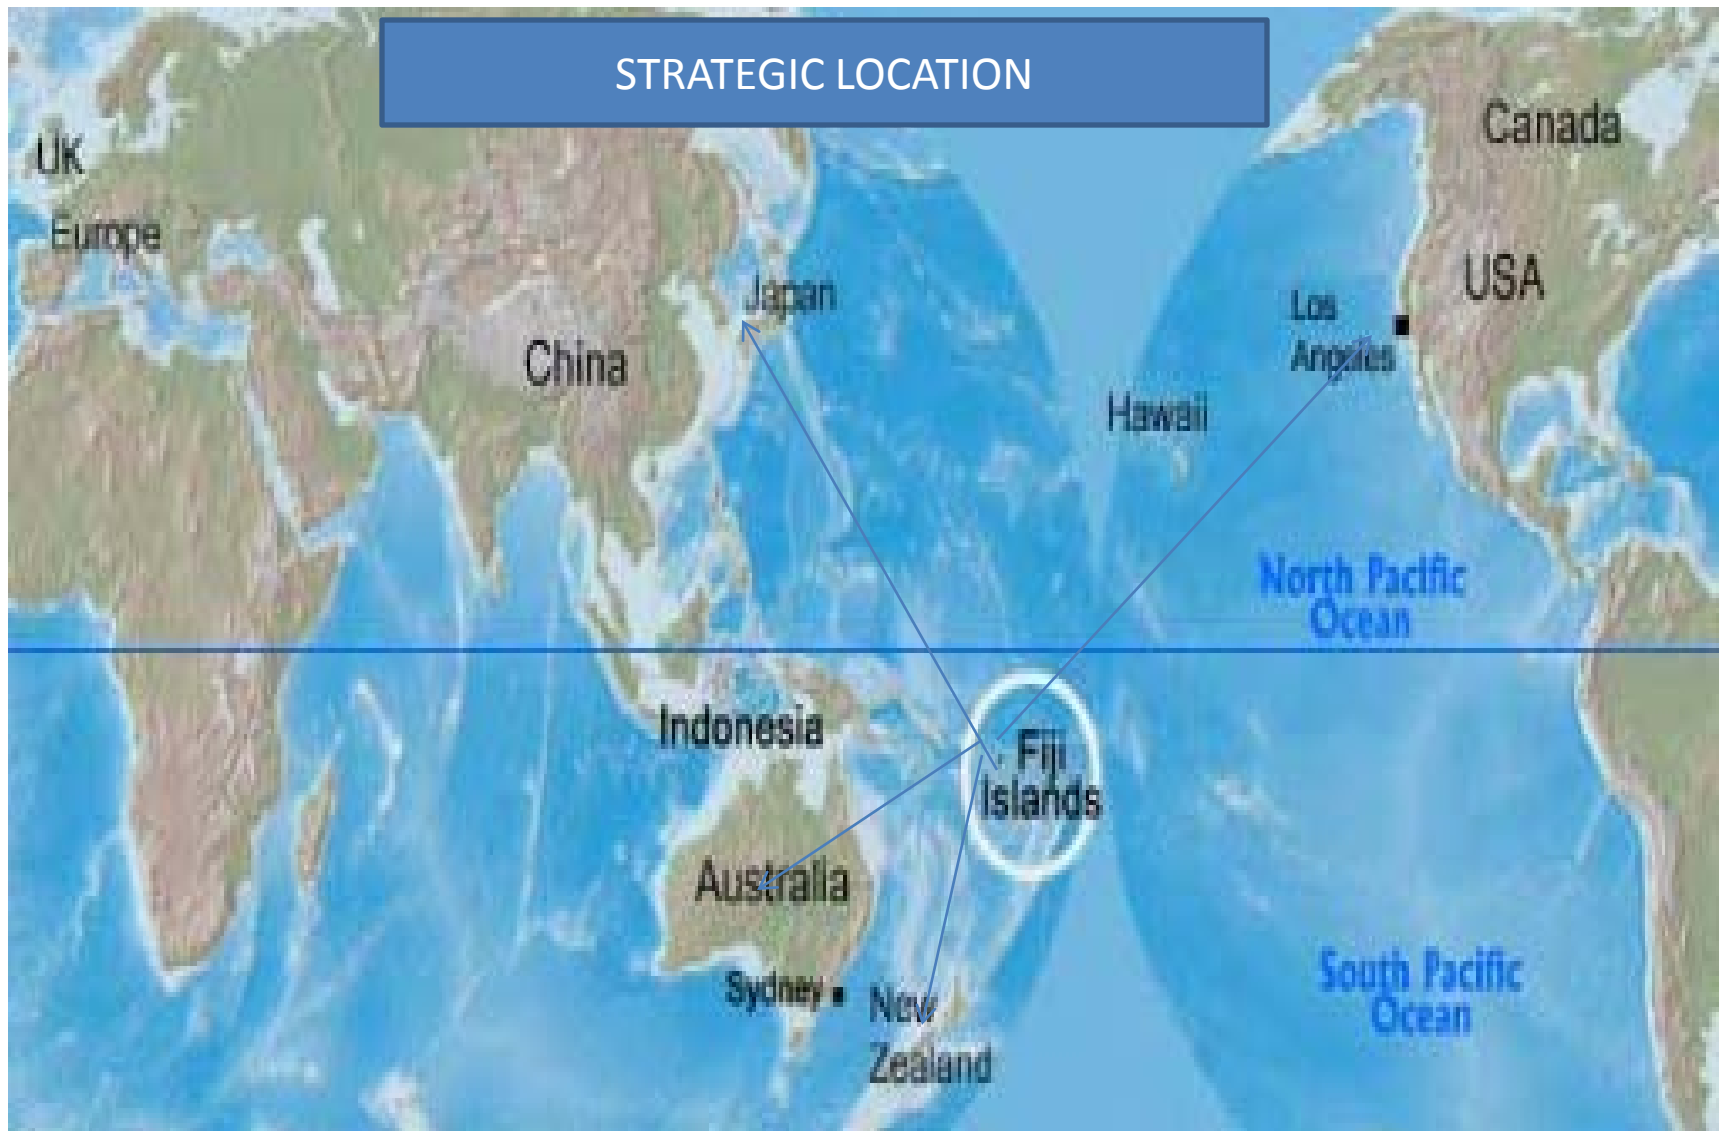 STRATEGIC LOCATION
Canada
UK
Europe
USA
Japan
Los
Angeles
China
Hawaii
North Pacific
Ocean
Indonesia
Fiji
Islands
Australia
South Pacific
Ocean
Sydney
New
Zealand